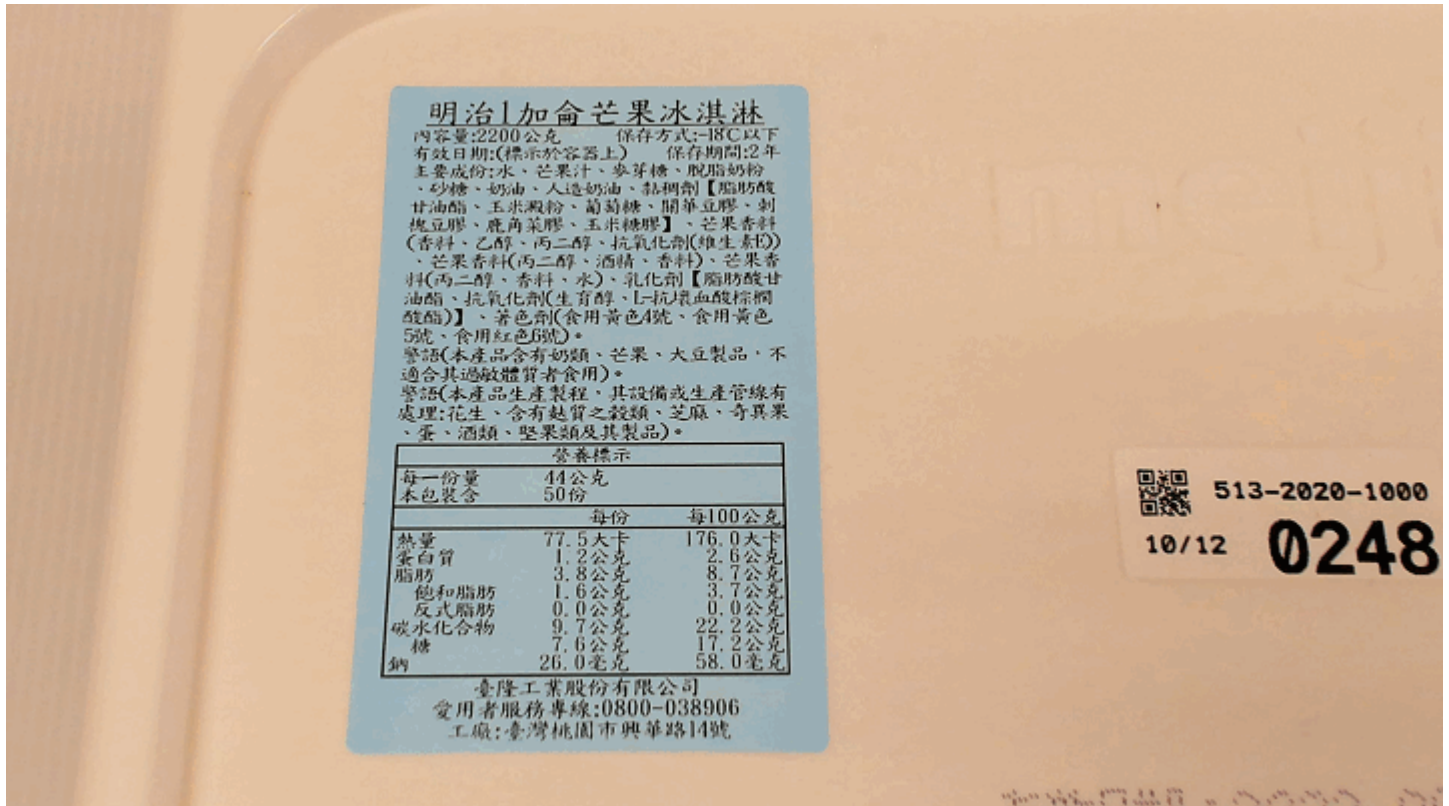 明治1加侖芒果冰淇淋
內容量:2200公克 保存方式:-18℃以下
有效日期:(標示於容器上) 保存期間:2年
主要成份:水、芒果汁、麥芽糖、脫脂奶粉
、砂糖、奶油、人造奶油、黏稠劑【脂肪酸
甘油酯、玉米澱粉、葡萄糖、關華豆膠、刺
槐豆膠、鹿角菜膠、玉米糖膠】、芒果香料
(香料、乙醇、丙二醇、抗氧化劑(維生素E))
、芒果香料(丙二醇、酒精、香料)、芒果香
料(丙二醇、香料、水)、乳化劑【脂肪酸甘
油酯、抗氧化劑(生育醇、L-抗壞血酸棕櫚
酸酯)】、著色劑(食用黃色4號、食用黃色
5號、食用紅色6號)。
警語(本產品含有奶類、芒果、大豆製品,不
適合其過敏體質者食用)。
警語(本產品生產製程,其設備或生產管線有
處理:花生、含有麩質之穀類、芝麻、奇異果
、蛋、酒類、堅果類及其製品)。
營養標示
每一份量 44公克
本包裝含 50份
每份 每100公克
熱量 77.5大卡 176.0大卡
蛋白質 1.2公克 2.6公克
脂肪 3.8公克 8.7公克
飽和脂肪 1.6公克 3.7公克
反式脂肪 0.0公克 0.0公克
碳水化合物 9.7公克 22.2公克
糖 7.6公克 17.2公克
鈉 26.0毫克 58.0毫克
臺隆工業股份有限公司
愛用者服務專線:0800-038906
工廠:臺灣桃園市興華路14號
513-2020-1000
10/12 0248